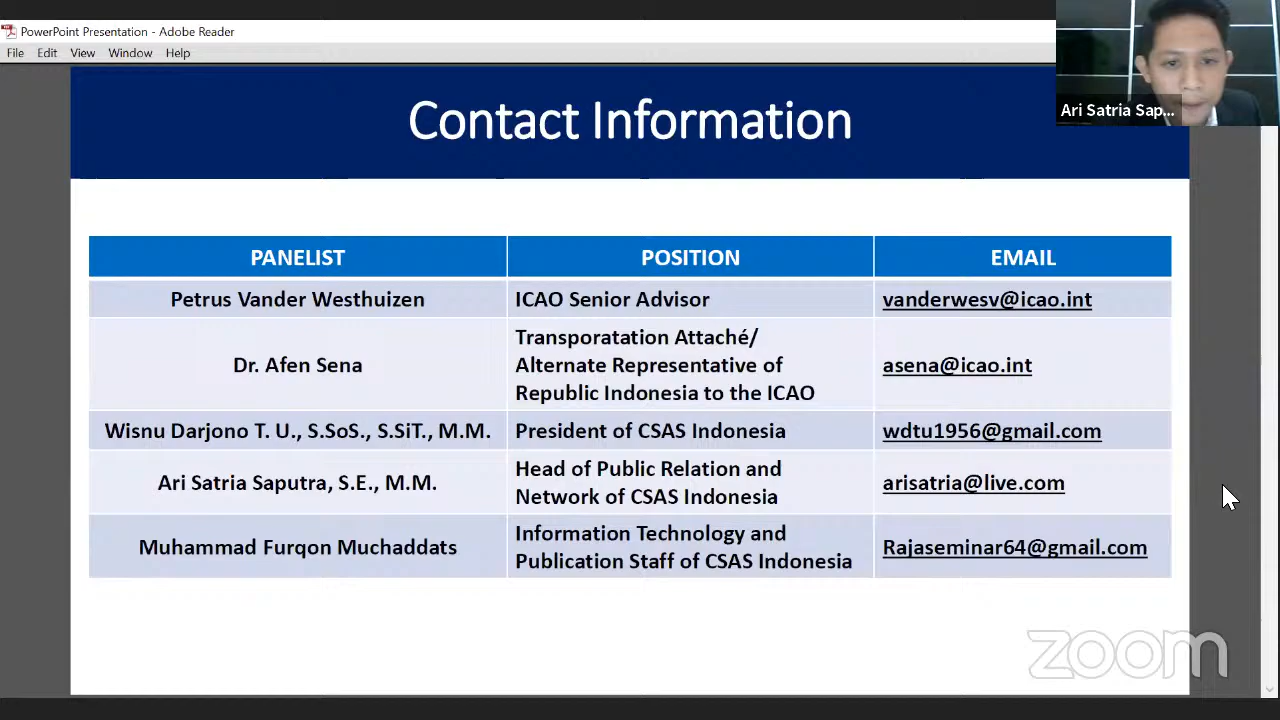 PowerPoint Presentation - Adobe Reader
File Edit View Window Help
Ari Satria Sap...
Contact Information
PANELIST POSITION EMAIL
Petrus Vander Westhuizen ICAO Senior Advisor vanderwesv@icao.int
Transporatation Attaché/
Alternate Representative of
Republic Indonesia to the ICAO
Dr. Afen Sena asena@icao.int
Wisnu Darjono T. U., S.SoS., S.SiT., M.M. President of CSAS Indonesia wdtu1956@gmail.com
Head of Public Relation and
Network of CSAS Indonesia
Ari Satria Saputra, S.E., M.M. arisatria@live.com
Information Technology and
Publication Staff of CSAS Indonesia
Muhammad Furqon Muchaddats Rajaseminar64@gmail.com
zoom